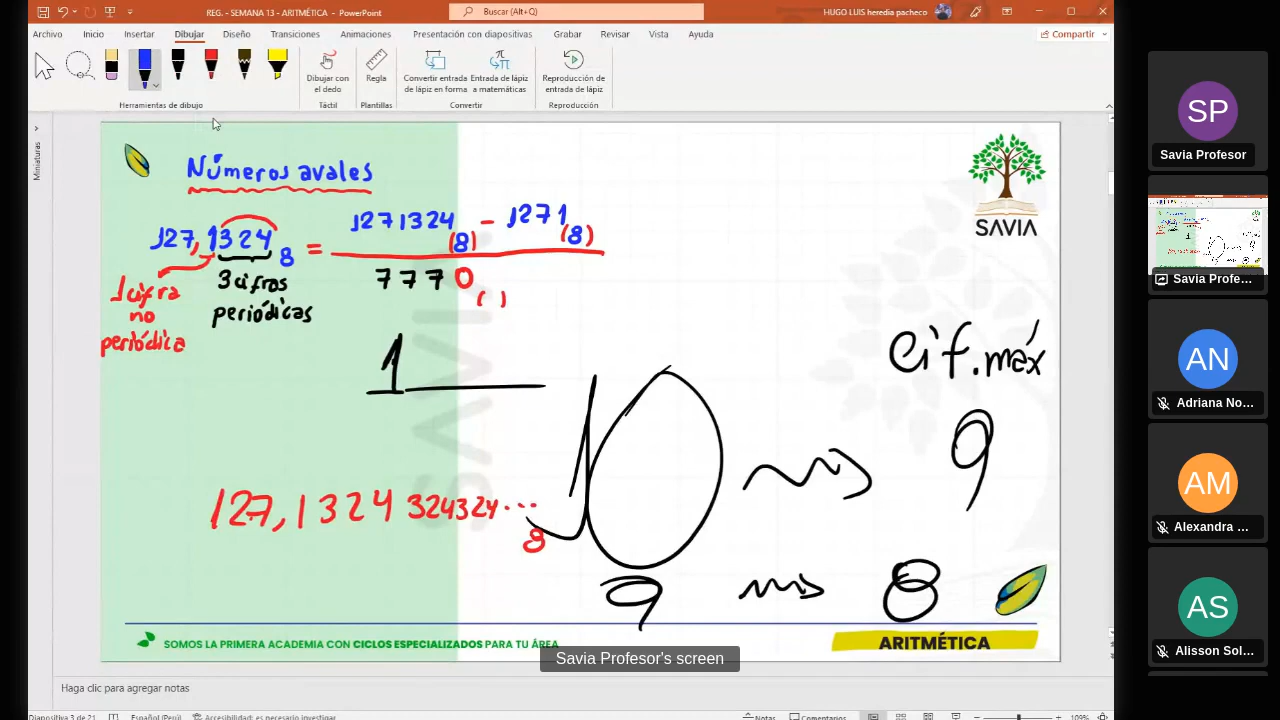 REG. - SEMANA 13 - ARITMÉTICA - PowerPoint
Buscar (Alt+Q)
HUGO LUIS heredia pacheco
Archivo Inicio Insertar Dibujar Diseño Transiciones Animaciones Presentación con diapositivas Grabar Revisar Vista Ayuda
Compartir
Dibujar con el dedo
Regla
Convertir entrada de lápiz en forma
Entrada de lápiz a matemáticas
Reproducción de entrada de lápiz
Herramientas de dibujo
Táctil
Plantillas
Convertir
Reproducción
Miniaturas
Números avales
127,1324 8 = 1271324 (8) - 1271 (8)
7770 ( )
1 cifra
no
periódica
3 cifras
periódicas
SAVIA
1
cif. máx
10 9
127,1324 324324... 8
9 8
SOMOS LA PRIMERA ACADEMIA CON CICLOS ESPECIALIZADOS PARA TU ÁREA
ARITMÉTICA
Savia Profesor's screen
Haga clic para agregar notas
Diapositiva 3 de 21
Español (Perú)
Accesibilidad: es necesario investigar
Notas
Comentarios
109%
SP
Savia Profesor
Savia Profe...
AN
Adriana No...
AM
Alexandra ...
AS
Alisson Sol...